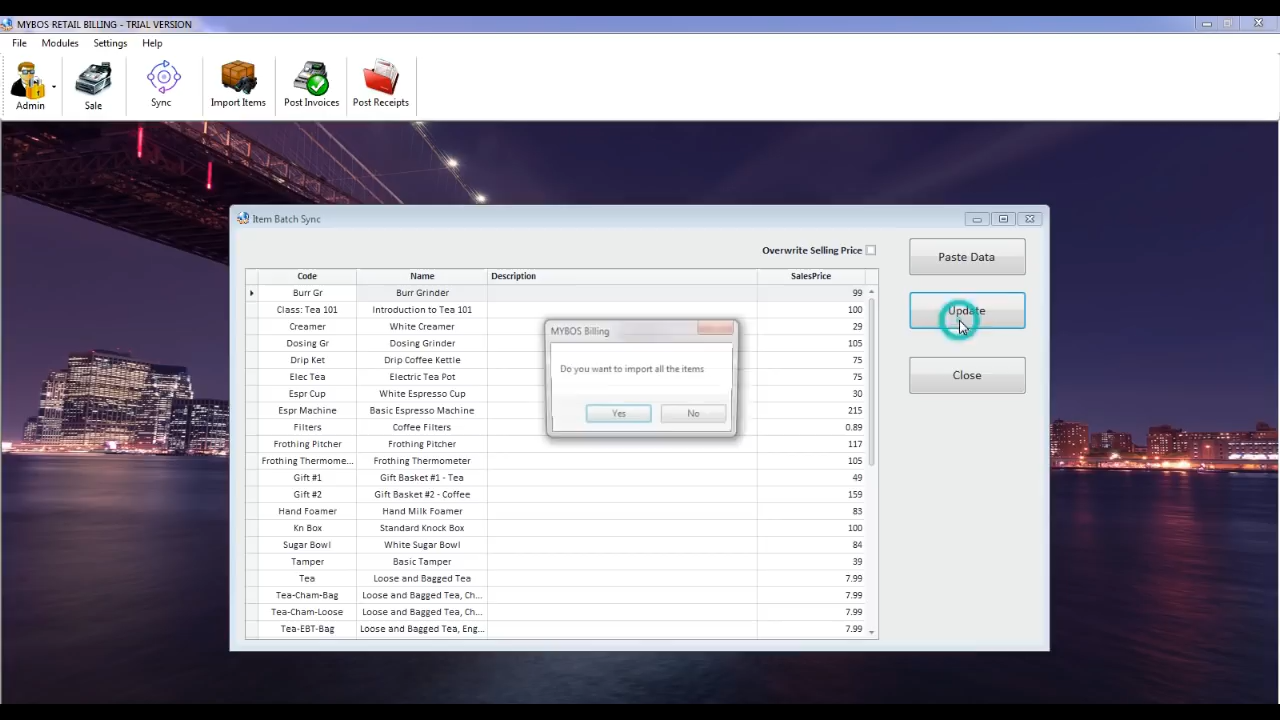 MYBOS RETAIL BILLING - TRIAL VERSION
File Modules Settings Help
Admin Sale Sync Import Items Post Invoices Post Receipts
Item Batch Sync
Overwrite Selling Price
Paste Data
Update
Close
Code Name Description SalesPrice
Burr Gr Burr Grinder 99
Class: Tea 101 Introduction to Tea 101 100
Creamer White Creamer 29
Dosing Gr Dosing Grinder 105
Drip Ket Drip Coffee Kettle 75
Elec Tea Electric Tea Pot 75
Espr Cup White Espresso Cup 30
Espr Machine Basic Espresso Machine 215
Filters Coffee Filters 0.89
Frothing Pitcher Frothing Pitcher 117
Frothing Thermome... Frothing Thermometer 105
Gift #1 Gift Basket #1 - Tea 49
Gift #2 Gift Basket #2 - Coffee 159
Hand Foamer Hand Milk Foamer 83
Kn Box Standard Knock Box 100
Sugar Bowl White Sugar Bowl 84
Tamper Basic Tamper 39
Tea Loose and Bagged Tea 7.99
Tea-Cham-Bag Loose and Bagged Tea, Ch... 7.99
Tea-Cham-Loose Loose and Bagged Tea, Ch... 7.99
Tea-EBT-Bag Loose and Bagged Tea, Eng... 7.99
MYBOS Billing
Do you want to import all the items
Yes No